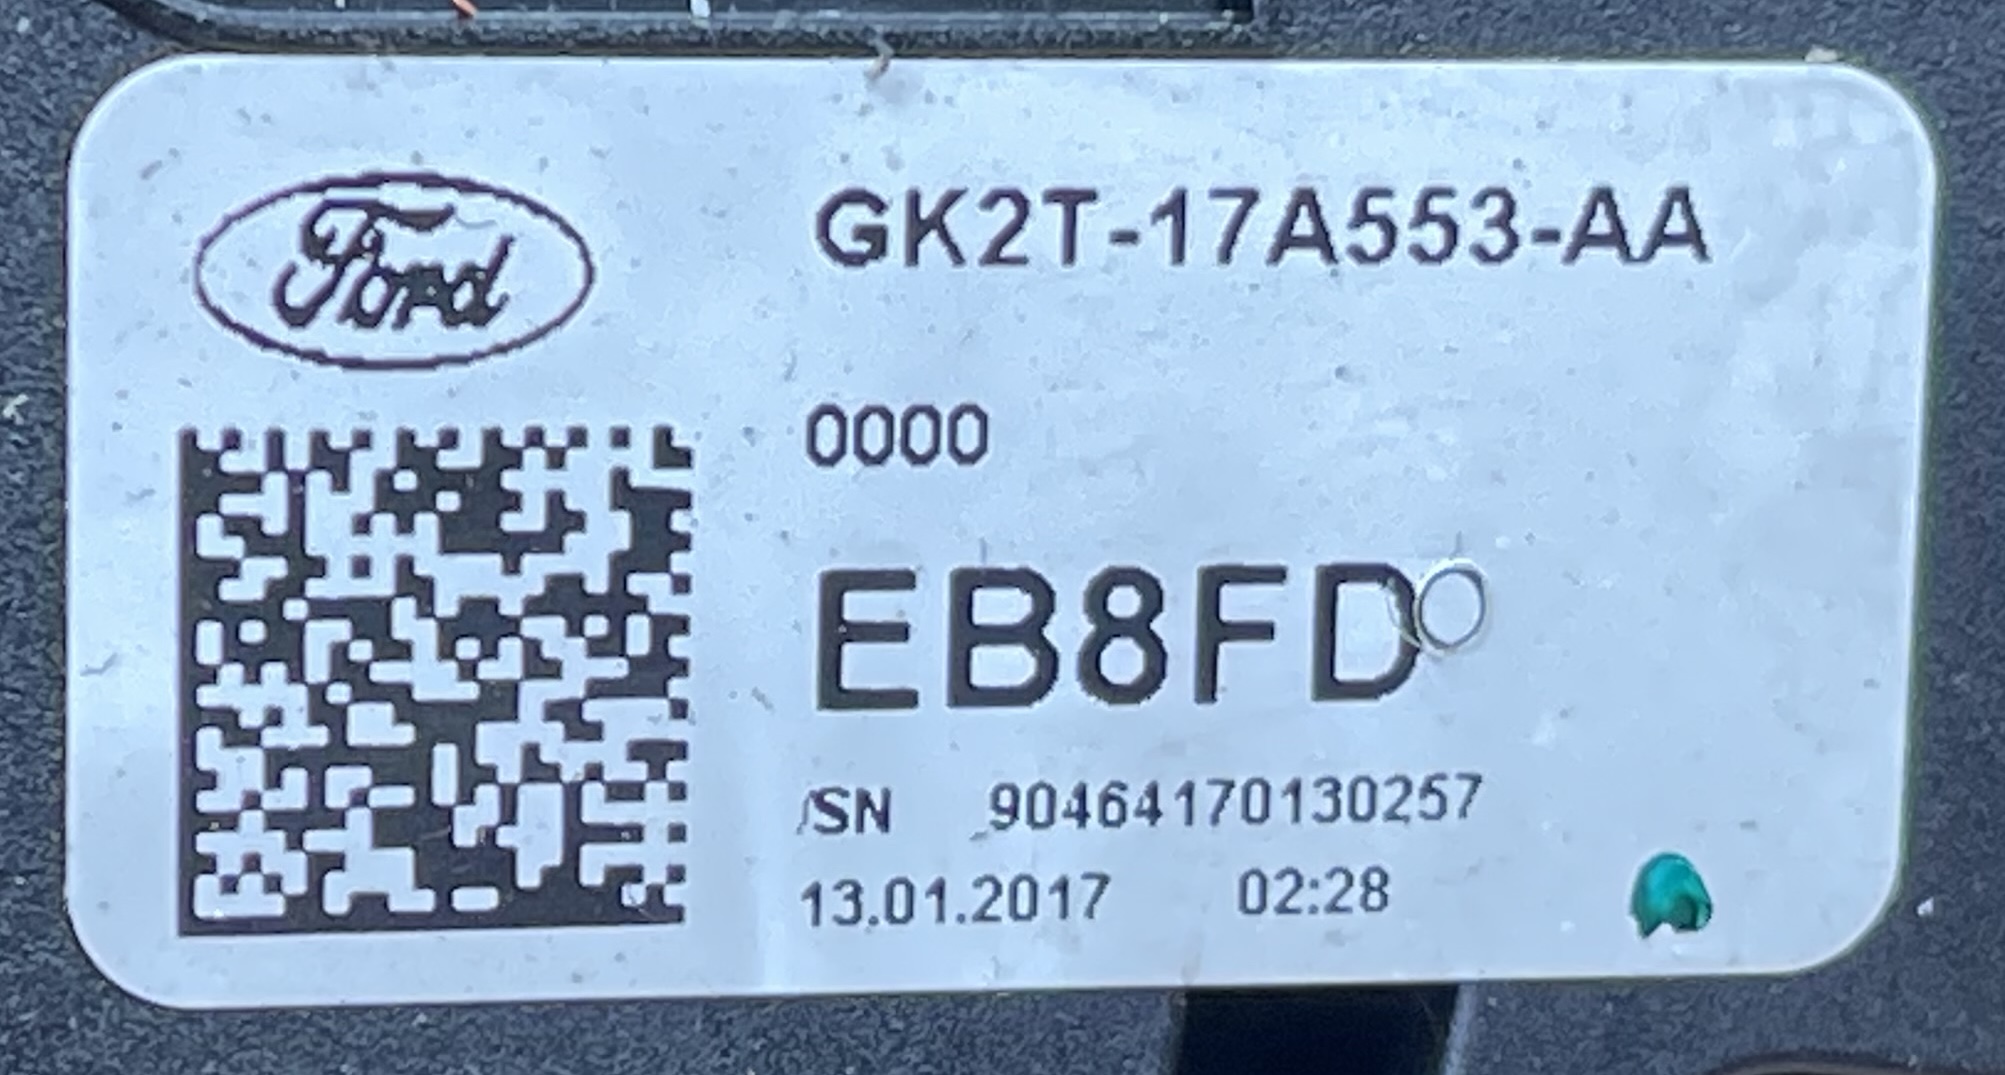 Ford
GK2T-17A553-AA
0000
EB8FD
SN 90464170130257
13.01.2017 02:28